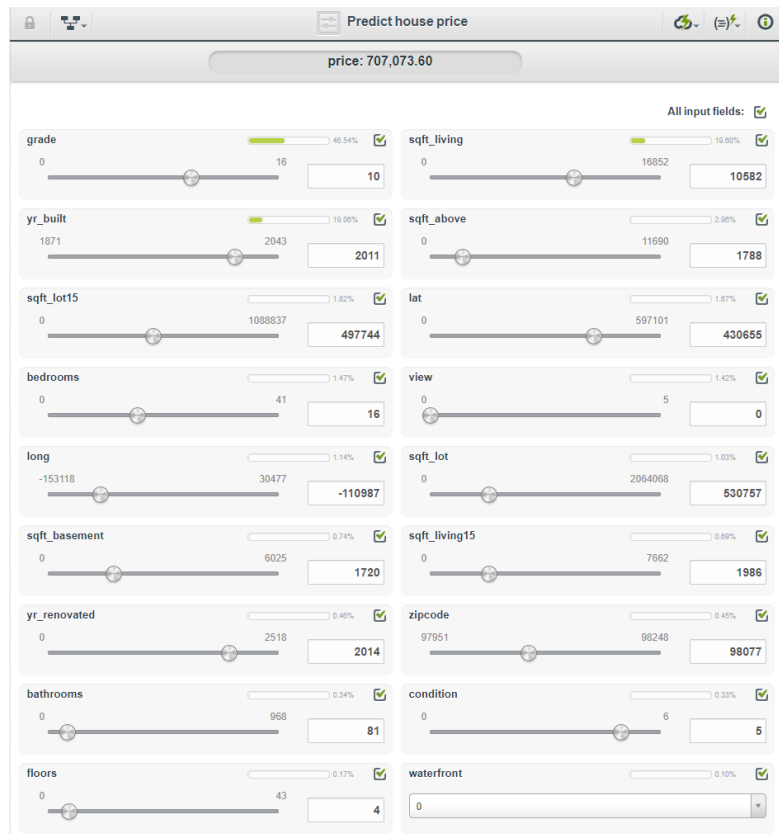 Predict house price
(=)
price: 707,073.60
All input fields:
grade 46.54%
0 16
10
sqft_living 19.60%
0 16852
10582
yr_built 19.06%
1871 2043
2011
sqft_above 2.96%
0 11690
1788
sqft_lot15 1.82%
0 1088837
497744
lat 1.67%
0 597101
430655
bedrooms 1.47%
0 41
16
view 1.42%
0 5
0
long 1.14%
-153118 30477
-110987
sqft_lot 1.03%
0 2064068
530757
sqft_basement 0.74%
0 6025
1720
sqft_living15 0.69%
0 7662
1986
yr_renovated 0.46%
0 2518
2014
zipcode 0.45%
97951 98248
98077
bathrooms 0.34%
0 968
81
condition 0.33%
0 6
5
floors 0.17%
0 43
4
waterfront 0.10%
0